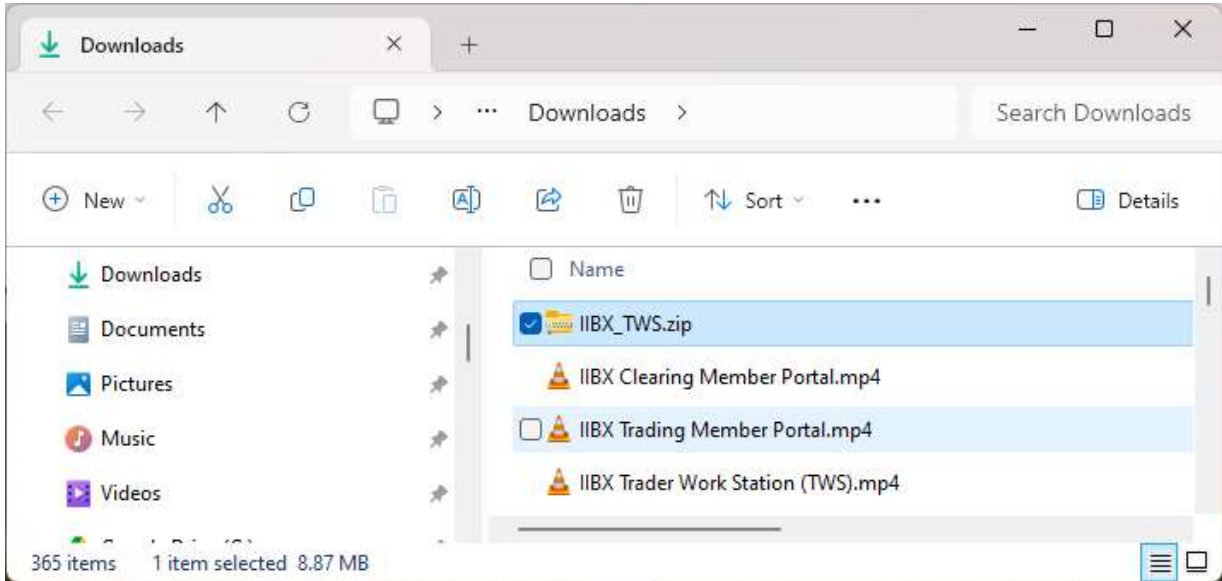 Downloads
Downloads
Search Downloads
New
Sort
Details
Downloads
Documents
Pictures
Music
Videos
Name
IIBX_TWS.zip
IIBX Clearing Member Portal.mp4
IIBX Trading Member Portal.mp4
IIBX Trader Work Station (TWS).mp4
365 items 1 item selected 8.87 MB